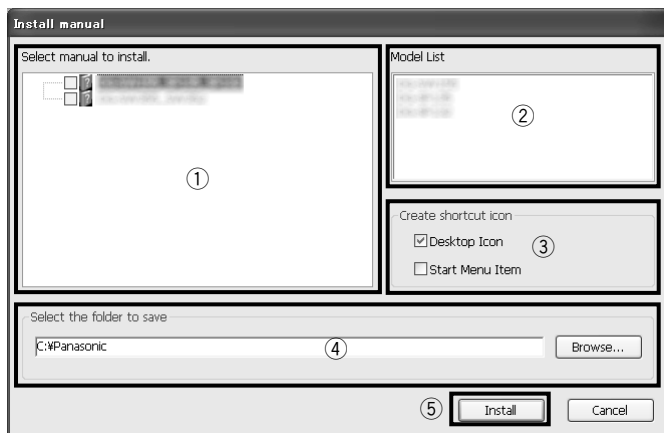 Install manual
Select manual to install.
①
Model List
②
Create shortcut icon
Desktop Icon
③
Start Menu Item
Select the folder to save
C:¥Panasonic
④
Browse...
⑤
Install
Cancel